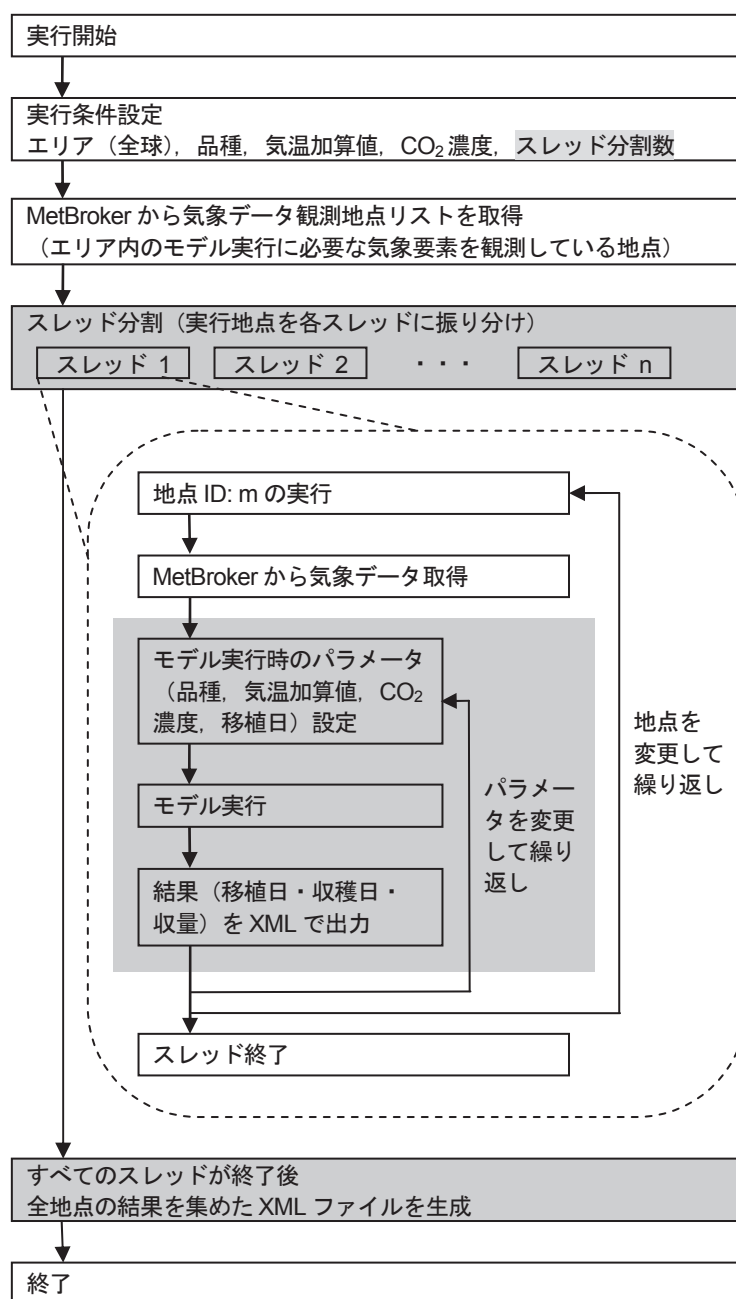 実行開始
実行条件設定
エリア（全球），品種，気温加算値，CO₂濃度，スレッド分割数
MetBroker から気象データ観測地点リストを取得
（エリア内のモデル実行に必要な気象要素を観測している地点）
スレッド分割（実行地点を各スレッドに振り分け）
スレッド 1 スレッド 2 ・・・ スレッド n
地点 ID: m の実行
MetBroker から気象データ取得
モデル実行時のパラメータ
（品種，気温加算値，CO₂
濃度，移植日）設定
モデル実行
結果（移植日・収穫日・
収量）を XML で出力
パラメー
タを変更
して繰り
返し
地点を
変更して
繰り返し
スレッド終了
すべてのスレッドが終了後
全地点の結果を集めた XML ファイルを生成
終了